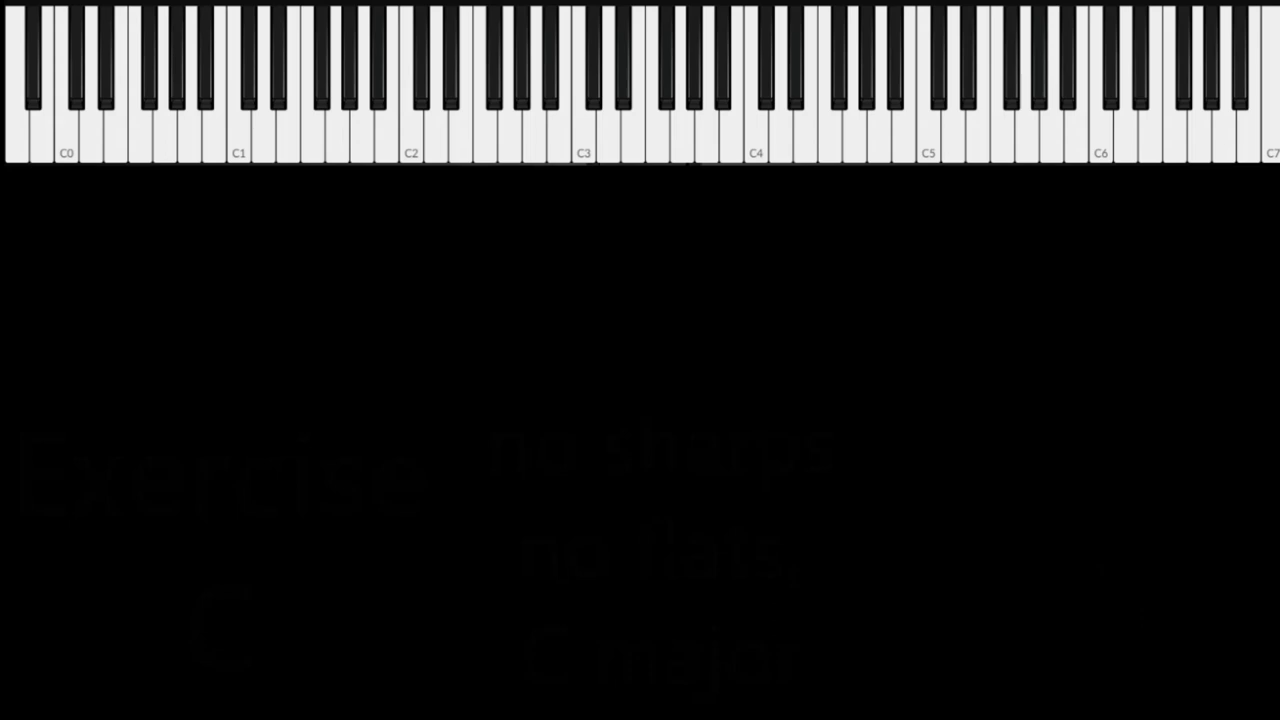 C0 C1 C2 C3 C4 C5 C6 C7
Exercise
C
no sharps
no flats.
C major